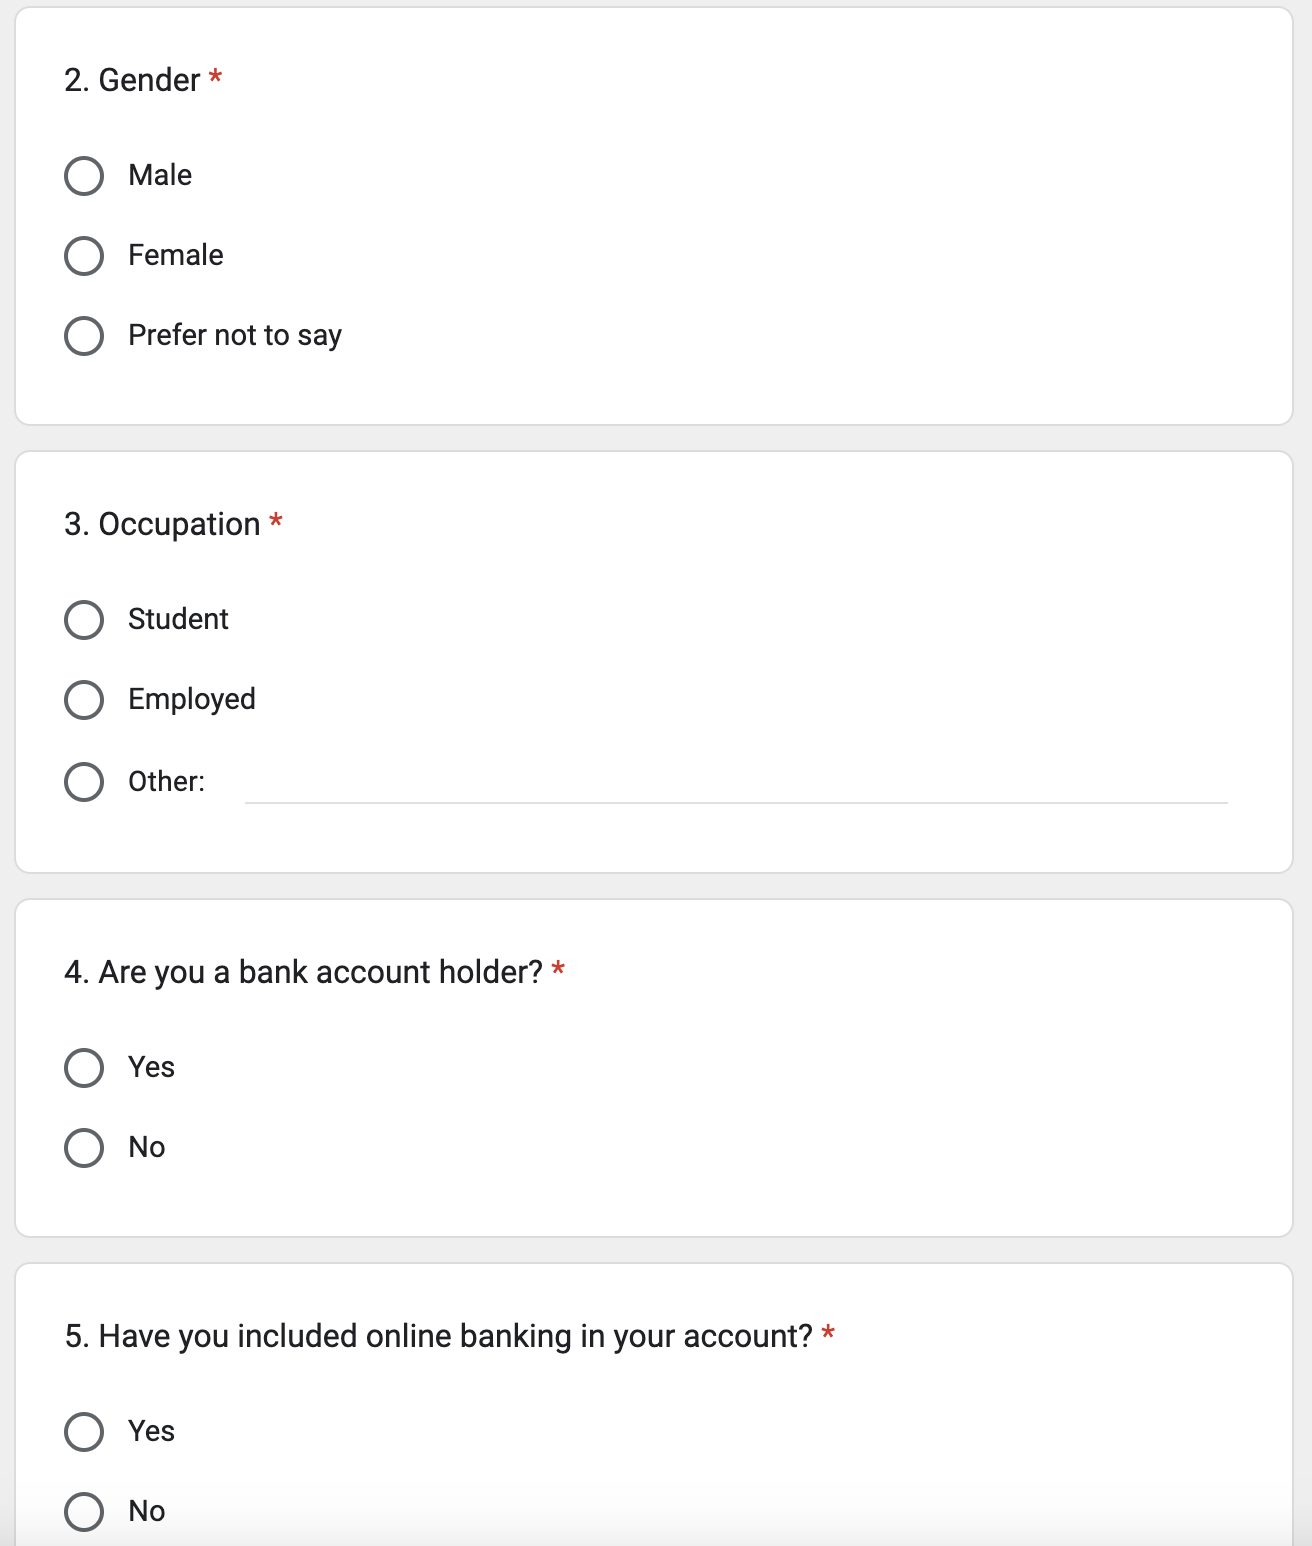 2. Gender *
Male
Female
Prefer not to say
3. Occupation *
Student
Employed
Other:
4. Are you a bank account holder? *
Yes
No
5. Have you included online banking in your account? *
Yes
No